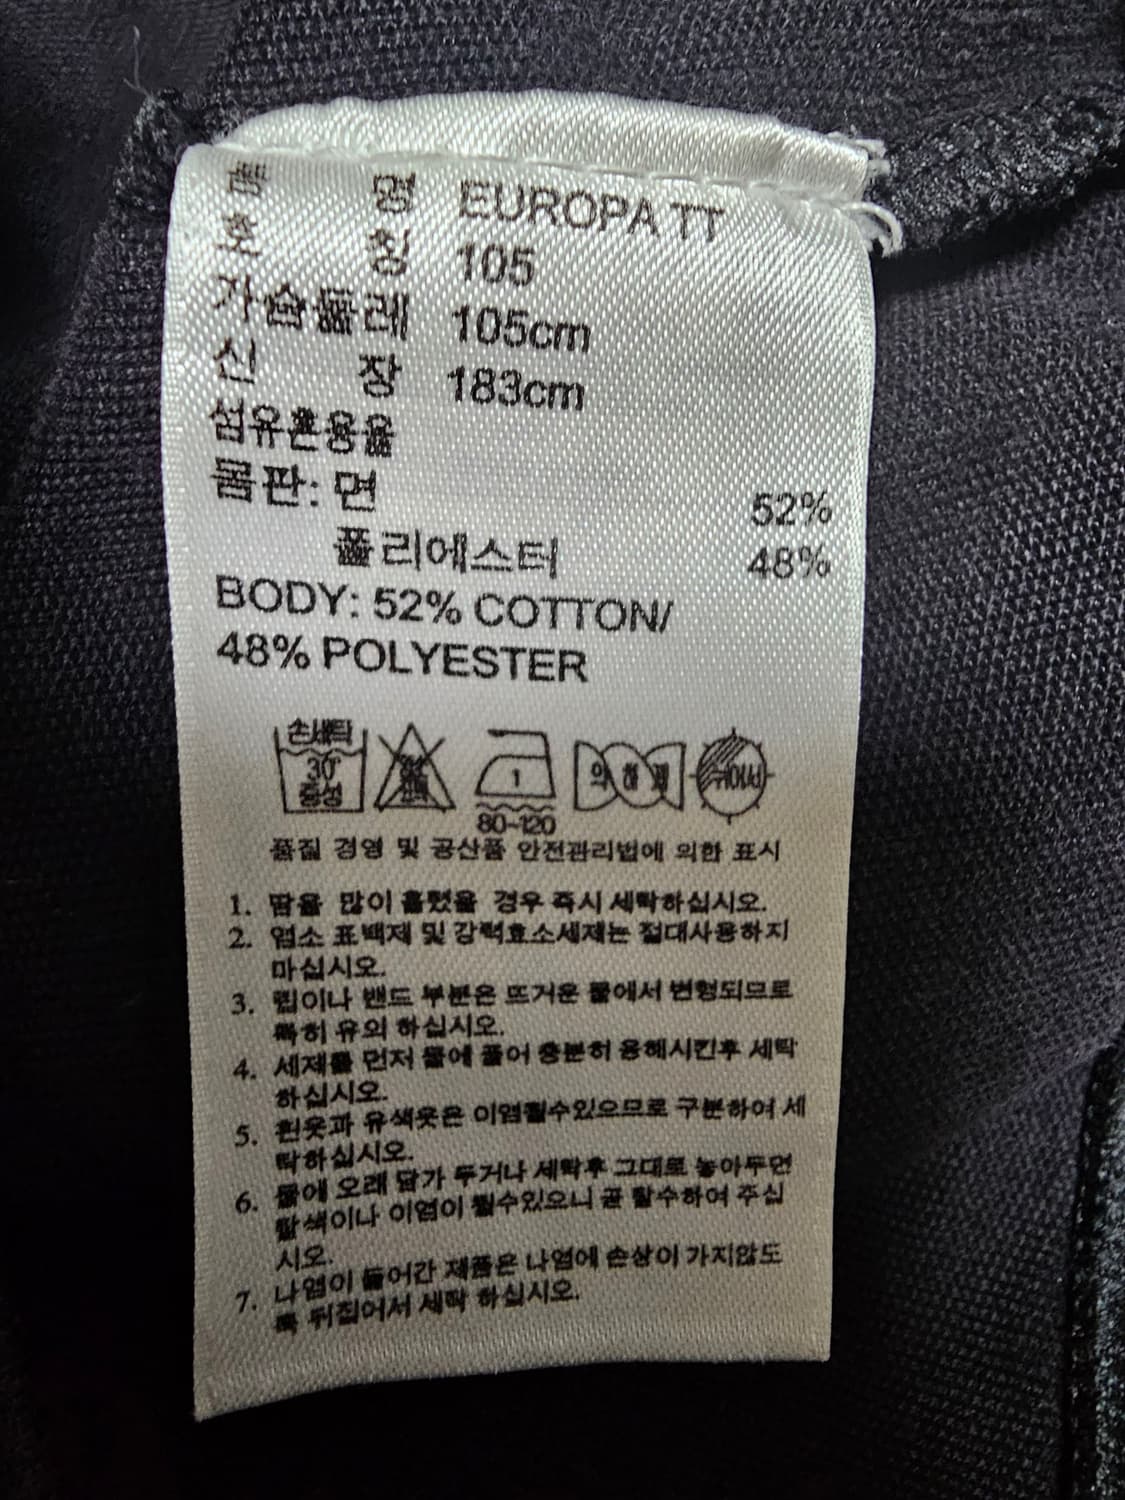 품 명 EUROPA TT
호 칭 105
가슴둘레 105cm
신 장 183cm
섬유혼용율
몸판: 면 52%
폴리에스터 48%
BODY: 52% COTTON/
48% POLYESTER
손세탁
30°
중성
1
80~120
약하게
뉘어서
품질 경영 및 공산품 안전관리법에 의한 표시
1. 땀을 많이 흘렸을 경우 즉시 세탁하십시오.
2. 염소 표백제 및 강력효소세제는 절대사용하지
마십시오.
3. 립이나 밴드 부분은 뜨거운 물에서 변형되므로
특히 유의 하십시오.
4. 세제를 먼저 물에 풀어 충분히 용해시킨후 세탁
하십시오.
5. 흰옷과 유색옷은 이염될수있으므로 구분하여 세
탁하십시오.
6. 물에 오래 담가 두거나 세탁후 그대로 놓아두면
탈색이나 이염이 될수있으니 곧 탈수하여 주십
시오.
7. 나염이 들어간 제품은 나염에 손상이 가지않도
록 뒤집어서 세탁 하십시오.